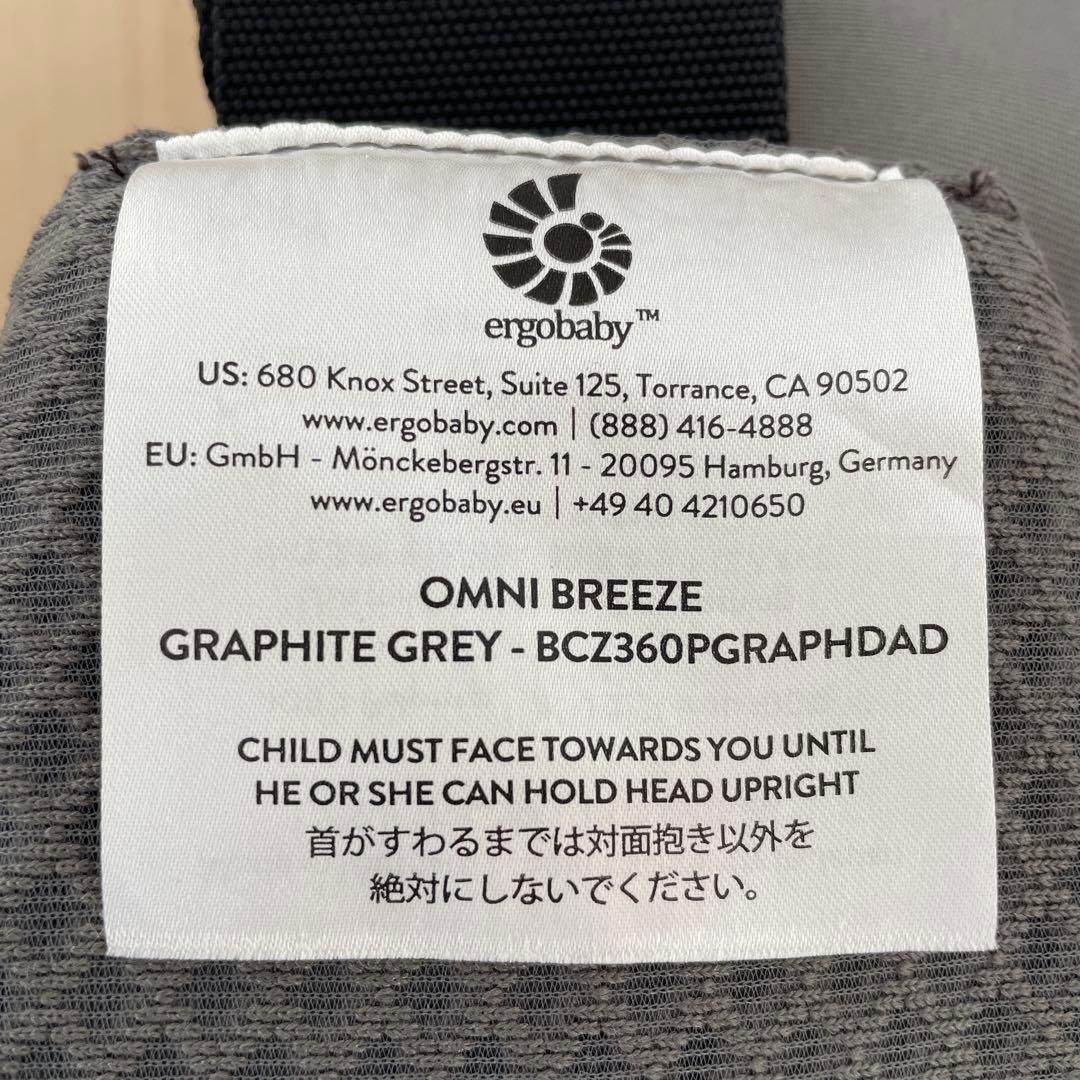 ergobaby™
US: 680 Knox Street, Suite 125, Torrance, CA 90502
www.ergobaby.com | (888) 416-4888
EU: GmbH - Mönckebergstr. 11 - 20095 Hamburg, Germany
www.ergobaby.eu | +49 40 4210650
OMNI BREEZE
GRAPHITE GREY - BCZ360PGRAPHDAD
CHILD MUST FACE TOWARDS YOU UNTIL
HE OR SHE CAN HOLD HEAD UPRIGHT
首がすわるまでは対面抱き以外を
絶対にしないでください。